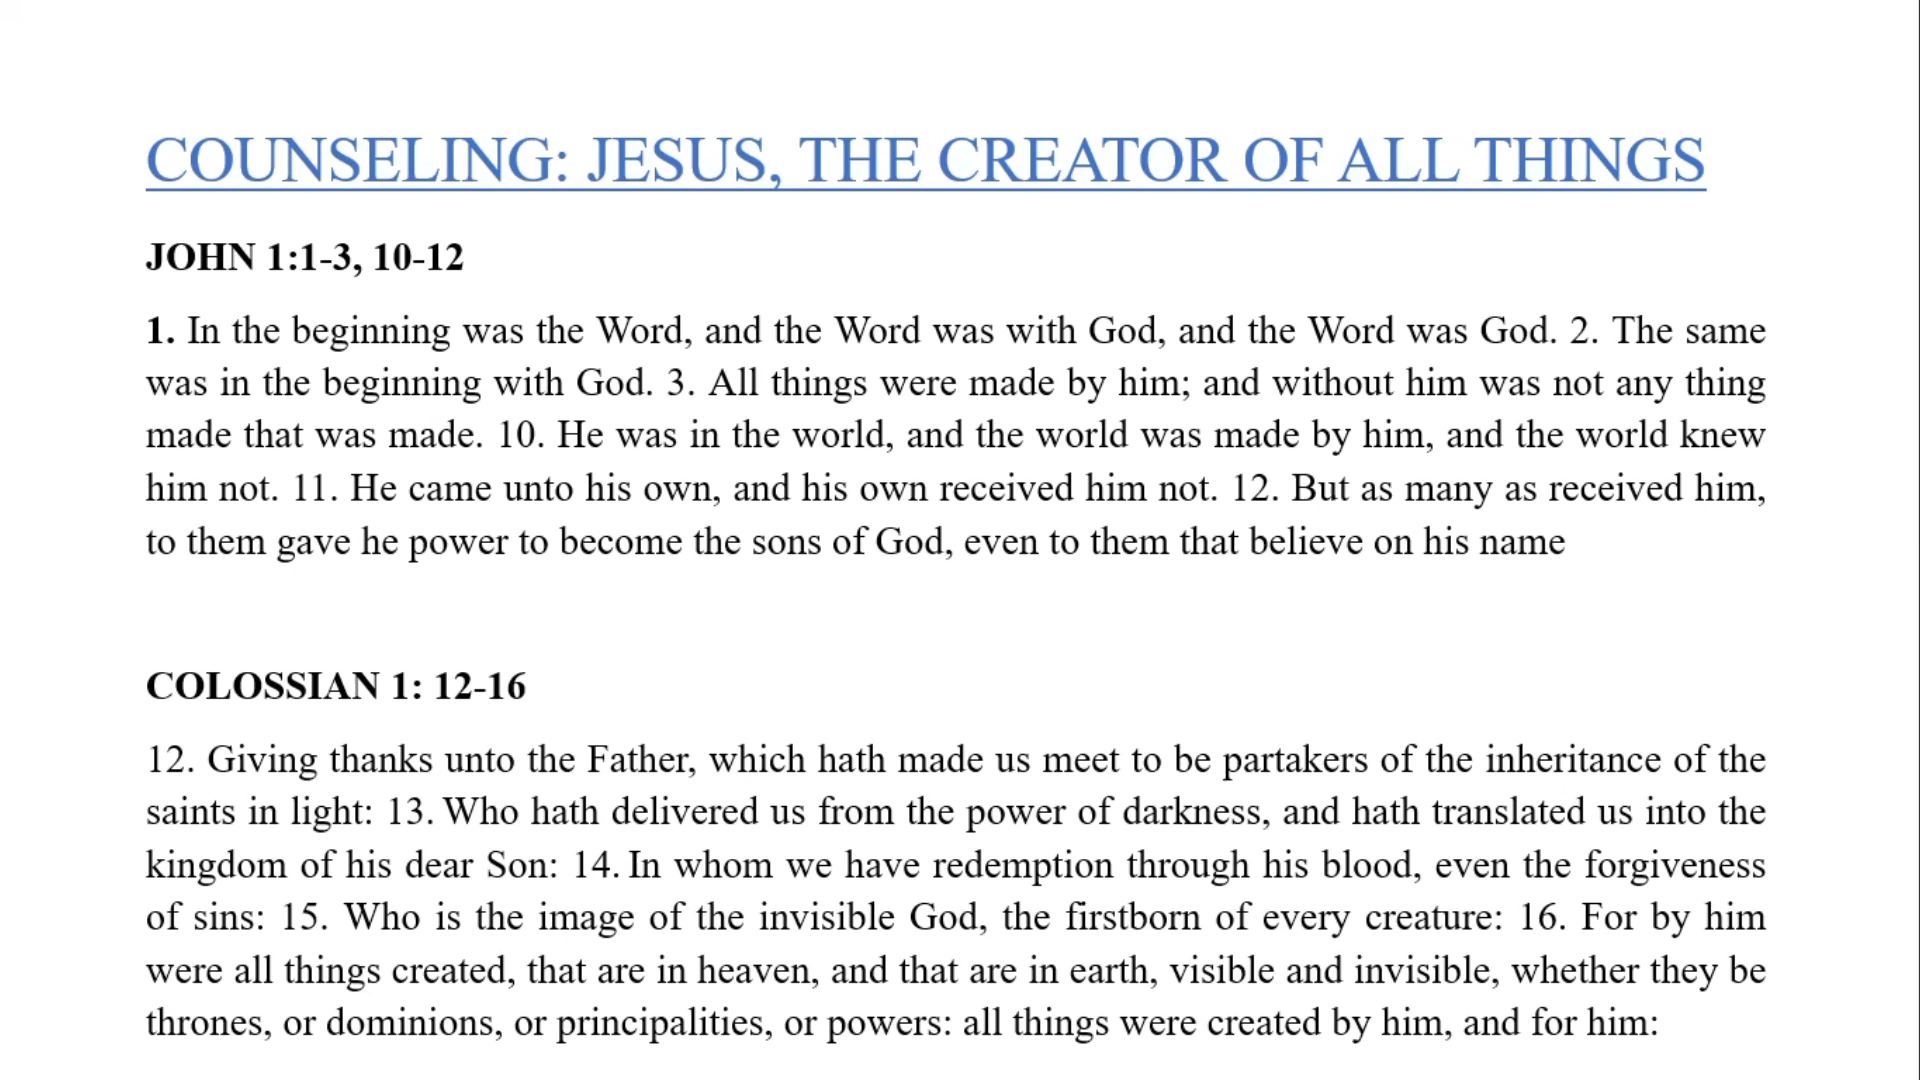 COUNSELING: JESUS, THE CREATOR OF ALL THINGS
JOHN 1:1-3, 10-12
1. In the beginning was the Word, and the Word was with God, and the Word was God. 2. The same
was in the beginning with God. 3. All things were made by him; and without him was not any thing
made that was made. 10. He was in the world, and the world was made by him, and the world knew
him not. 11. He came unto his own, and his own received him not. 12. But as many as received him,
to them gave he power to become the sons of God, even to them that believe on his name
COLOSSIAN 1: 12-16
12. Giving thanks unto the Father, which hath made us meet to be partakers of the inheritance of the
saints in light: 13. Who hath delivered us from the power of darkness, and hath translated us into the
kingdom of his dear Son: 14. In whom we have redemption through his blood, even the forgiveness
of sins: 15. Who is the image of the invisible God, the firstborn of every creature: 16. For by him
were all things created, that are in heaven, and that are in earth, visible and invisible, whether they be
thrones, or dominions, or principalities, or powers: all things were created by him, and for him: